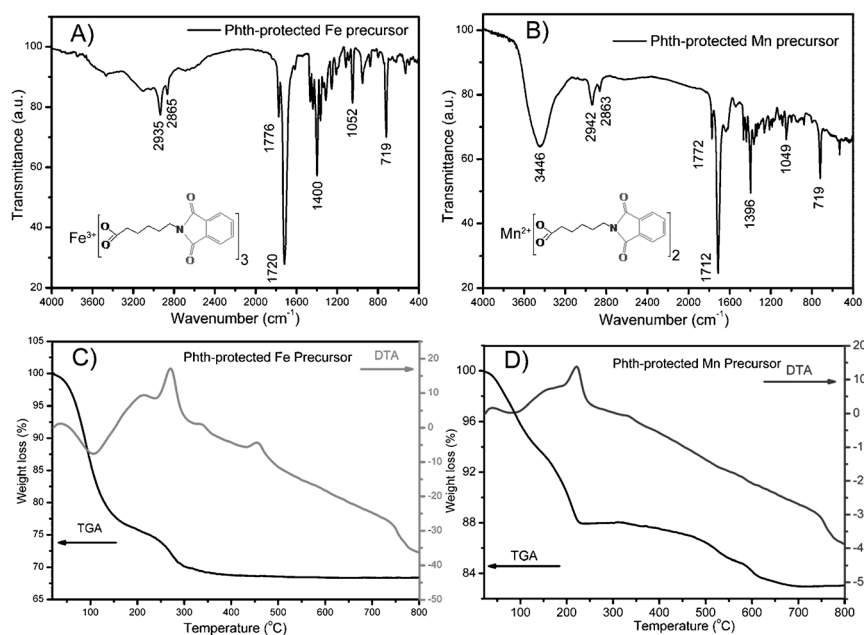 A)
Phth-protected Fe precursor
100
80
60
40
20
Transmittance (a.u.)
2935
2865
1776
1720
1400
1052
719
Fe3+
O
O
N
O
O
3
4000 3600 3200 2800 2400 2000 1600 1200 800 400
Wavenumber (cm-1)
B)
Phth-protected Mn precursor
100
80
60
40
20
Transmittance (a.u.)
3446
2942
2863
1772
1712
1396
1049
719
Mn2+
O
O
N
O
O
2
4000 3600 3200 2800 2400 2000 1600 1200 800 400
Wavenumber (cm-1)
C)
Phth-protected Fe Precursor
DTA
TGA
105
100
95
90
85
80
75
70
65
Weight loss (%)
20
10
0
-10
-20
-30
-40
-50
100 200 300 400 500 600 700 800
Temperature (oC)
D)
Phth-protected Mn Precursor
DTA
TGA
100
96
92
88
84
Weight loss (%)
20
10
0
-1
-2
-3
-4
-5
100 200 300 400 500 600 700 800
Temperature (oC)